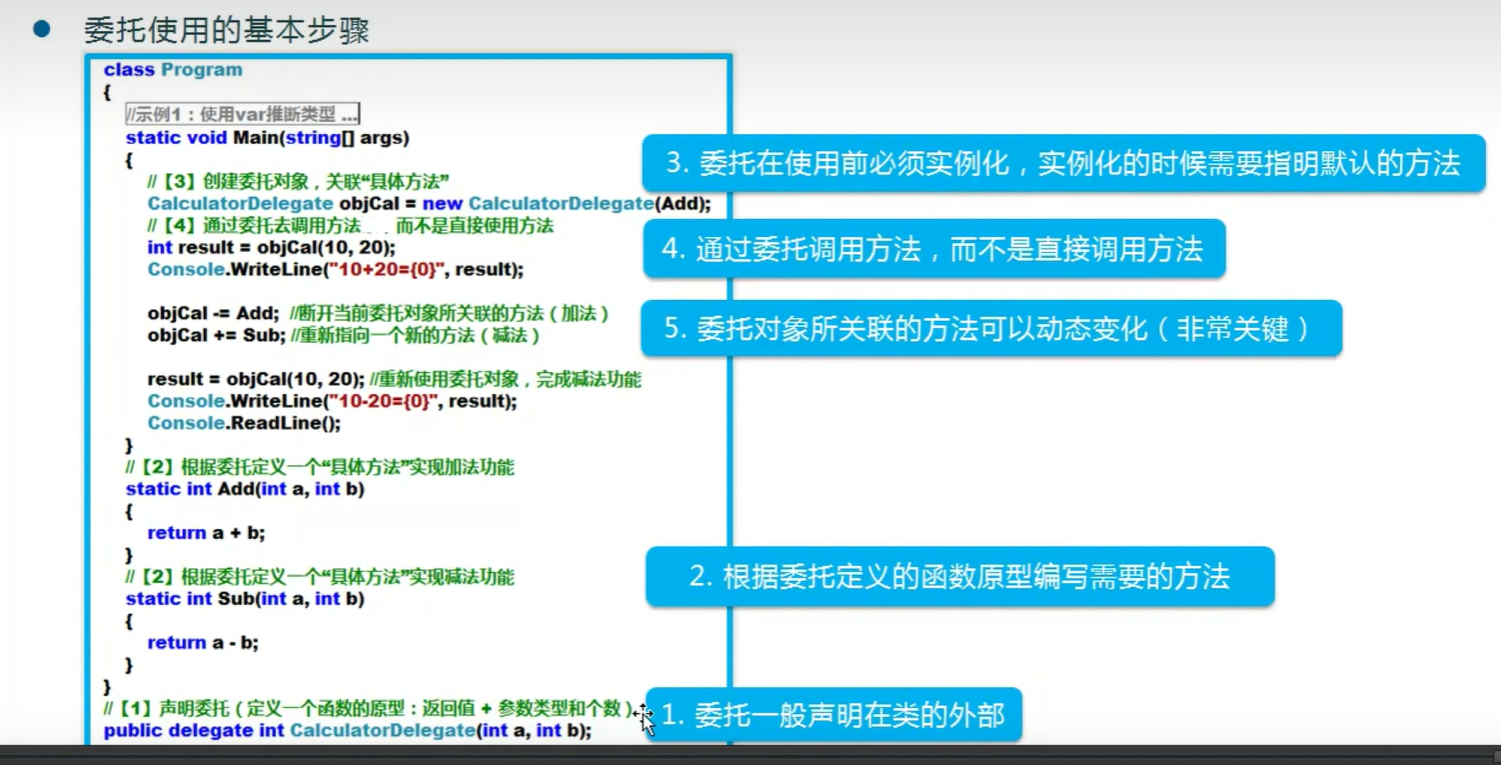 委托使用的基本步骤
class Program
{
//示例1：使用var推断类型 ...
static void Main(string[] args)
{
//【3】创建委托对象，关联“具体方法”
CalculatorDelegate objCal = new CalculatorDelegate(Add);
//【4】通过委托去调用方法 而不是直接使用方法
int result = objCal(10, 20);
Console.WriteLine("10+20={0}", result);
objCal -= Add; //断开当前委托对象所关联的方法（加法）
objCal += Sub; //重新指向一个新的方法（减法）
result = objCal(10, 20); //重新使用委托对象，完成减法功能
Console.WriteLine("10-20={0}", result);
Console.ReadLine();
}
//【2】根据委托定义一个“具体方法”实现加法功能
static int Add(int a, int b)
{
return a + b;
}
//【2】根据委托定义一个“具体方法”实现减法功能
static int Sub(int a, int b)
{
return a - b;
}
}
//【1】声明委托（定义一个函数的原型：返回值 + 参数类型和个数）
public delegate int CalculatorDelegate(int a, int b);
3. 委托在使用前必须实例化，实例化的时候需要指明默认的方法
4. 通过委托调用方法，而不是直接调用方法
5. 委托对象所关联的方法可以动态变化（非常关键）
2. 根据委托定义的函数原型编写需要的方法
1. 委托一般声明在类的外部